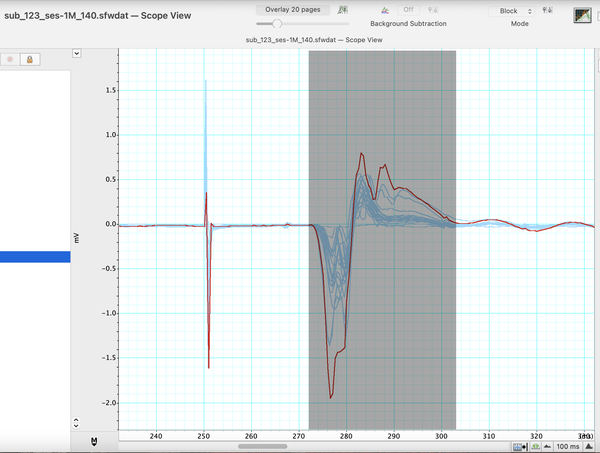 sub_123_ses-1M_140.sfwdat — Scope View
Overlay 20 pages
Off
Background Subtraction
Block
Mode
sub_123_ses-1M_140.sfwdat — Scope View
1.5
1.0
0.5
0.0
mV
−0.5
−1.0
−1.5
−2.0
240 250 260 270 280 290 300 310 320
M
100 ms